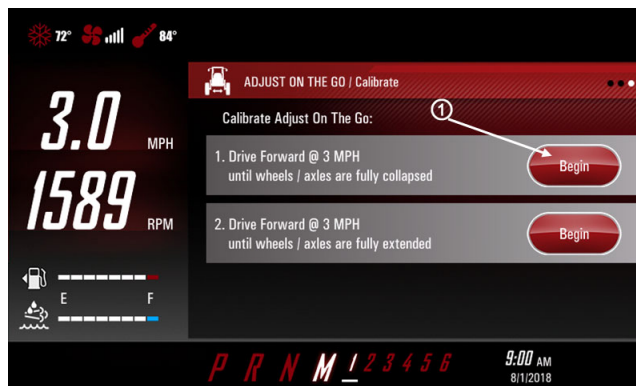 72° 84°
ADJUST ON THE GO / Calibrate
Calibrate Adjust On The Go:
1
3.0 MPH
1. Drive Forward @ 3 MPH
until wheels / axles are fully collapsed
Begin
1589 RPM
2. Drive Forward @ 3 MPH
until wheels / axles are fully extended
Begin
E F
P R N M 1 2 3 4 5 6
9:00 AM
8/1/2018